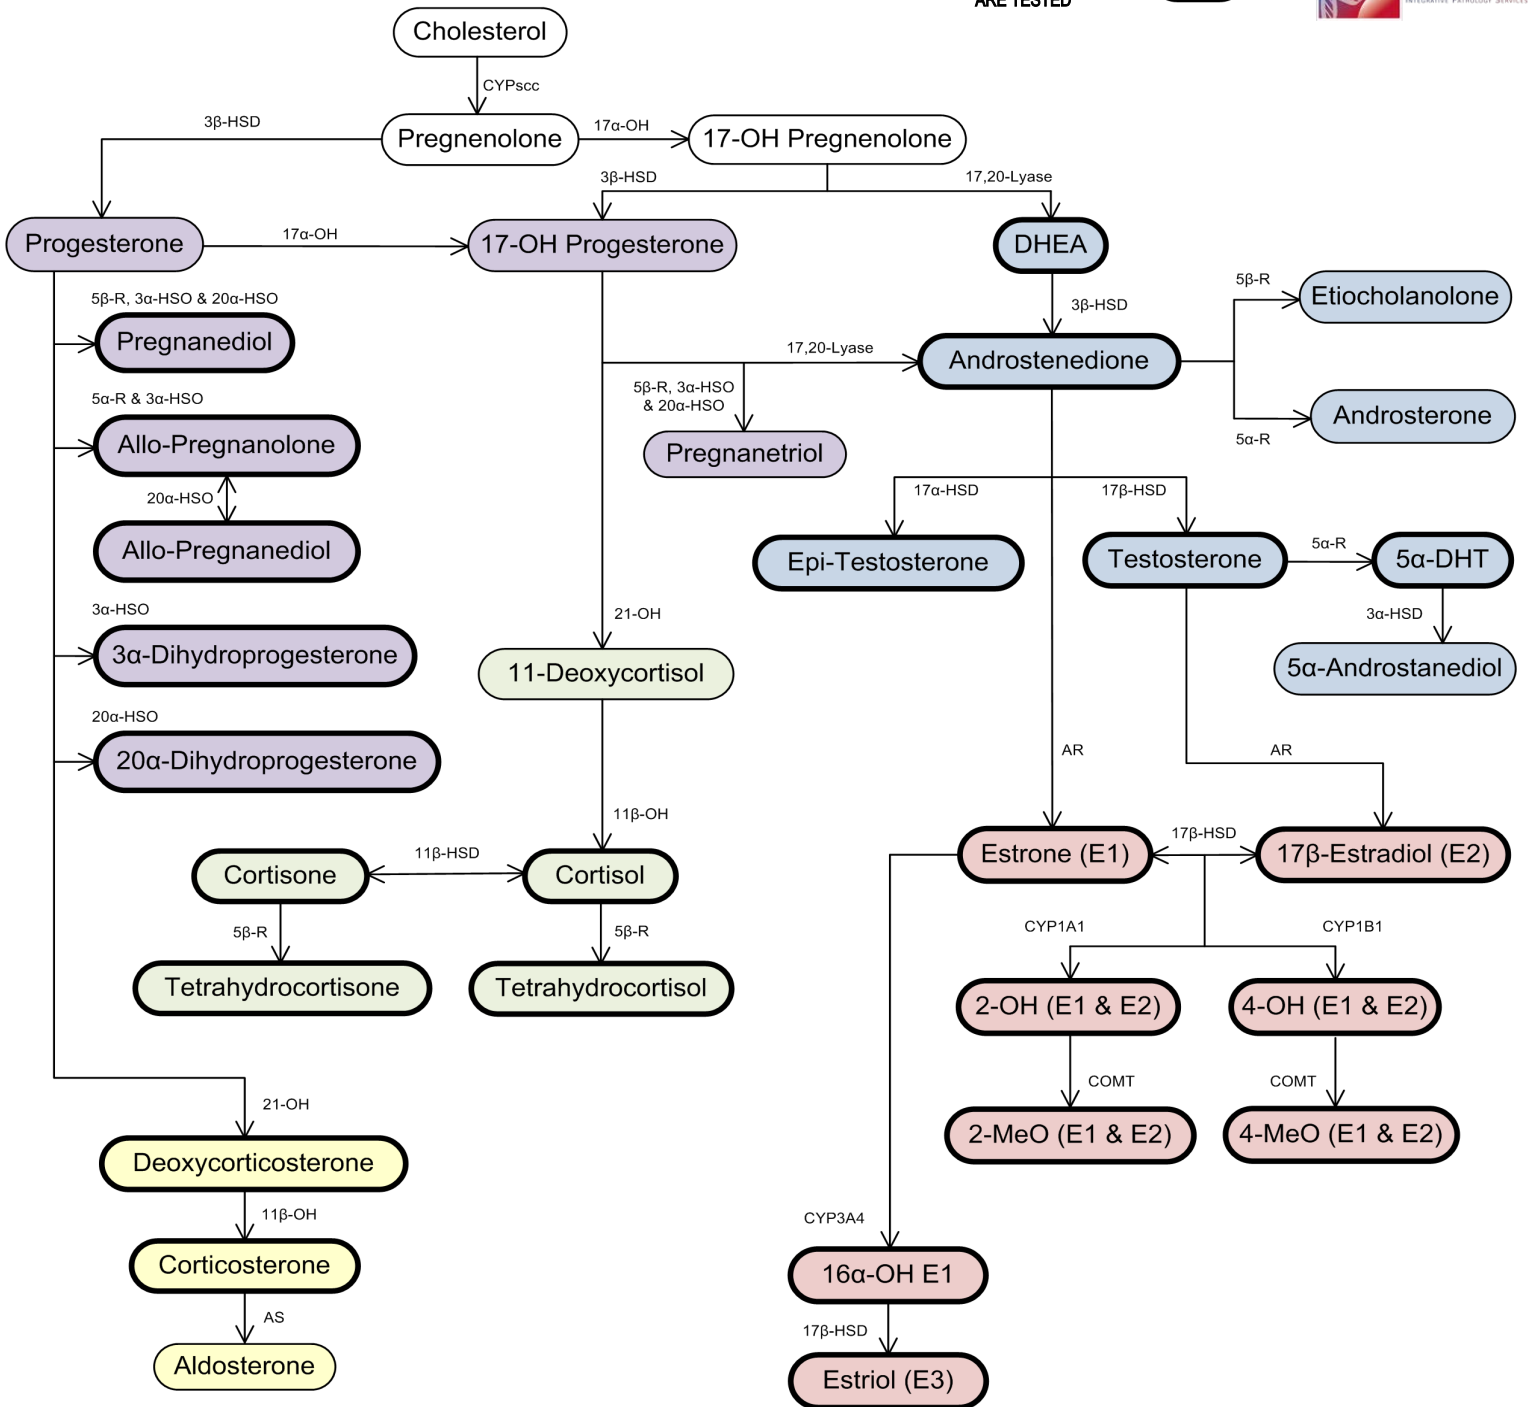 ARE TESTED
INTEGRATIVE PATHOLOGY SERVICES
Cholesterol
CYPscc
3β-HSD
Pregnenolone
17α-OH
17-OH Pregnenolone
3β-HSD
17,20-Lyase
Progesterone
17α-OH
17-OH Progesterone
DHEA
5β-R, 3α-HSO & 20α-HSO
Pregnanediol
3β-HSD
5β-R
Etiocholanolone
17,20-Lyase
Androstenedione
5β-R, 3α-HSO
& 20α-HSO
Pregnanetriol
Androsterone
5α-R
5α-R & 3α-HSO
Allo-Pregnanolone
20α-HSO
Allo-Pregnanediol
17α-HSD
17β-HSD
Epi-Testosterone
Testosterone
5α-R
5α-DHT
3α-HSD
5α-Androstanediol
3α-HSO
3α-Dihydroprogesterone
21-OH
11-Deoxycortisol
20α-HSO
20α-Dihydroprogesterone
AR
AR
11β-OH
Cortisone
11β-HSD
Cortisol
Estrone (E1)
17β-HSD
17β-Estradiol (E2)
5β-R
5β-R
Tetrahydrocortisone
Tetrahydrocortisol
CYP1A1
CYP1B1
2-OH (E1 & E2)
4-OH (E1 & E2)
COMT
COMT
2-MeO (E1 & E2)
4-MeO (E1 & E2)
21-OH
Deoxycorticosterone
11β-OH
Corticosterone
AS
Aldosterone
CYP3A4
16α-OH E1
17β-HSD
Estriol (E3)